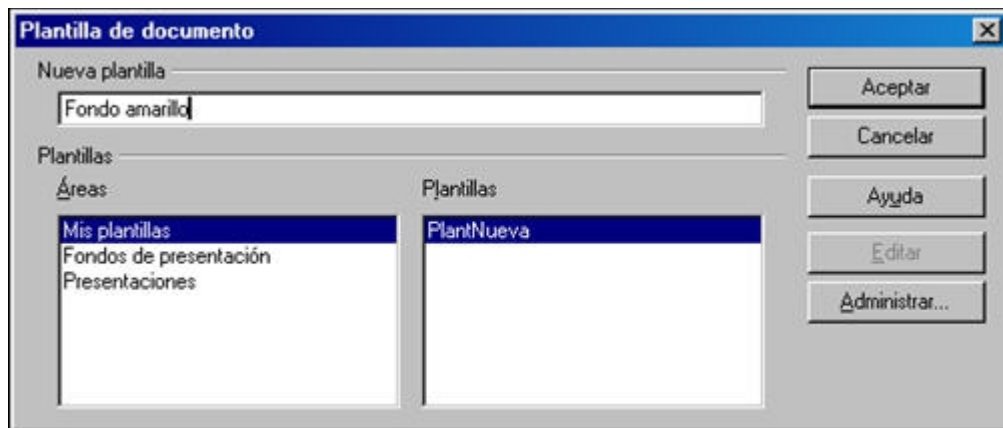 Plantilla de documento
Nueva plantilla
Fondo amarillo
Plantillas
Áreas
Mis plantillas
Fondos de presentación
Presentaciones
Plantillas
PlantNueva
Aceptar
Cancelar
Ayuda
Editar
Administrar...